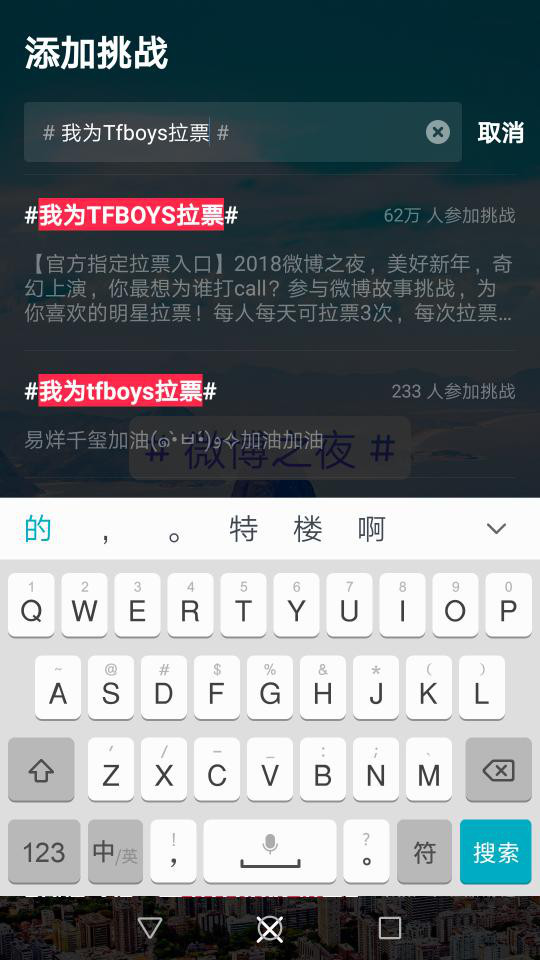 添加挑战
# 我为Tfboys拉票 #
取消
#我为TFBOYS拉票#
62万 人参加挑战
【官方指定拉票入口】2018微博之夜，美好新年，奇
幻上演，你最想为谁打call？参与微博故事挑战，为
你喜欢的明星拉票！每人每天可拉票3次，每次拉票...
#我为tfboys拉票#
233 人参加挑战
易烊千玺加油(๑•̀ㅂ•́)و✧加油加油
# 微博之夜 #
的 ， 。 特 楼 啊
1 2 3 4 5 6 7 8 9 0
Q W E R T Y U I O P
~ @ # $ % & * ( )
A S D F G H J K L
' / - _ : ; 、
Z X C V B N M
123 中/英 ! ， ? 。 符 搜索